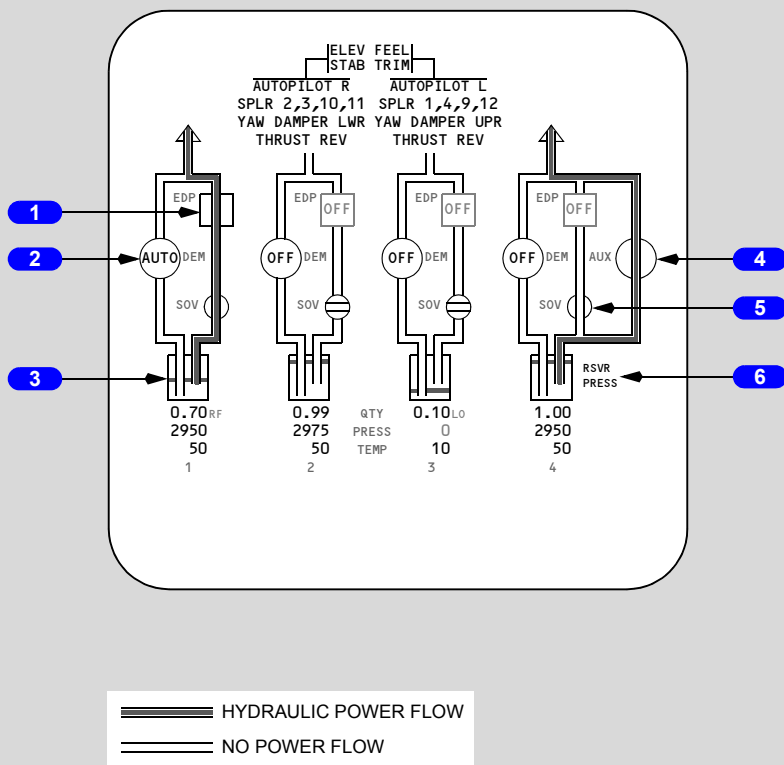 ELEV FEEL
STAB TRIM
AUTOPILOT R AUTOPILOT L
SPLR 2,3,10,11 SPLR 1,4,9,12
YAW DAMPER LWR YAW DAMPER UPR
THRUST REV THRUST REV
1 EDP EDP OFF EDP OFF EDP OFF
2 AUTO DEM OFF DEM OFF DEM OFF DEM AUX 4
SOV SOV SOV SOV 5
3 RSVR 6
PRESS
0.70 RF 0.99 QTY 0.10 LO 1.00
2950 2975 PRESS 0 2950
50 50 TEMP 10 50
1 2 3 4
HYDRAULIC POWER FLOW
NO POWER FLOW